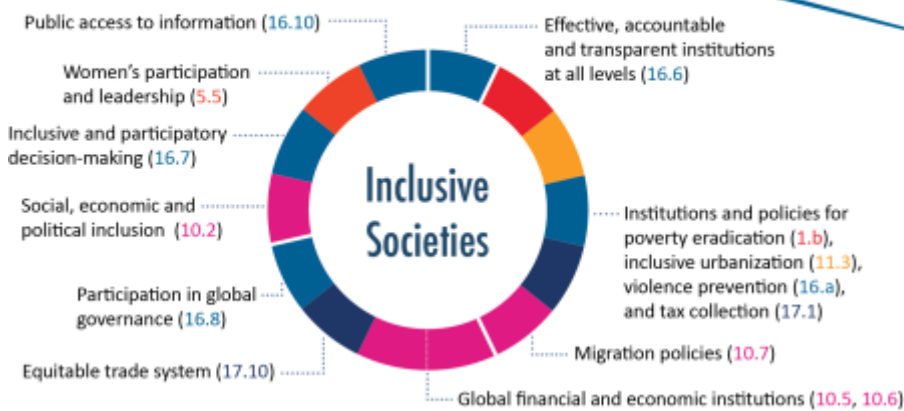 Public access to information (16.10)
Women's participation
and leadership (5.5)
Inclusive and participatory
decision-making (16.7)
Social, economic and
political inclusion (10.2)
Participation in global
governance (16.8)
Equitable trade system (17.10)
Inclusive
Societies
Effective, accountable
and transparent institutions
at all levels (16.6)
Institutions and policies for
poverty eradication (1.b),
inclusive urbanization (11.3),
violence prevention (16.a),
and tax collection (17.1)
Migration policies (10.7)
Global financial and economic institutions (10.5, 10.6)